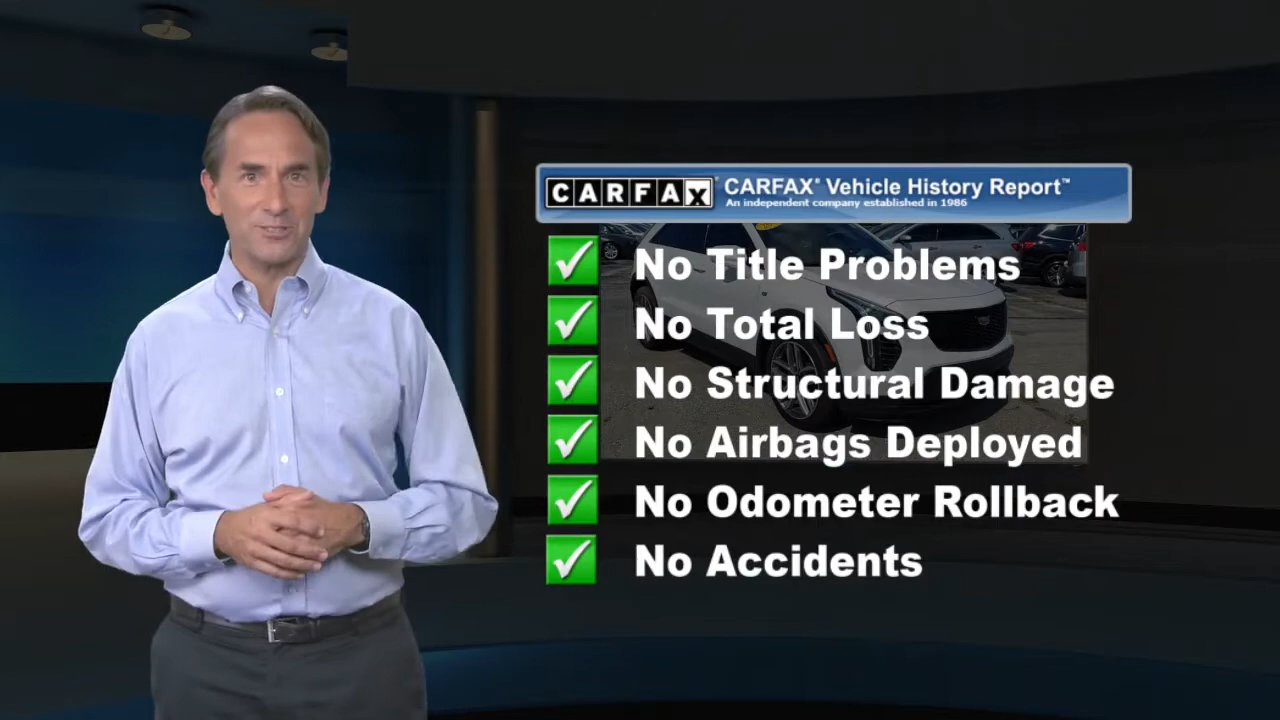 CARFAX CARFAX® Vehicle History Report™
An independent company established in 1986
No Title Problems
No Total Loss
No Structural Damage
No Airbags Deployed
No Odometer Rollback
No Accidents